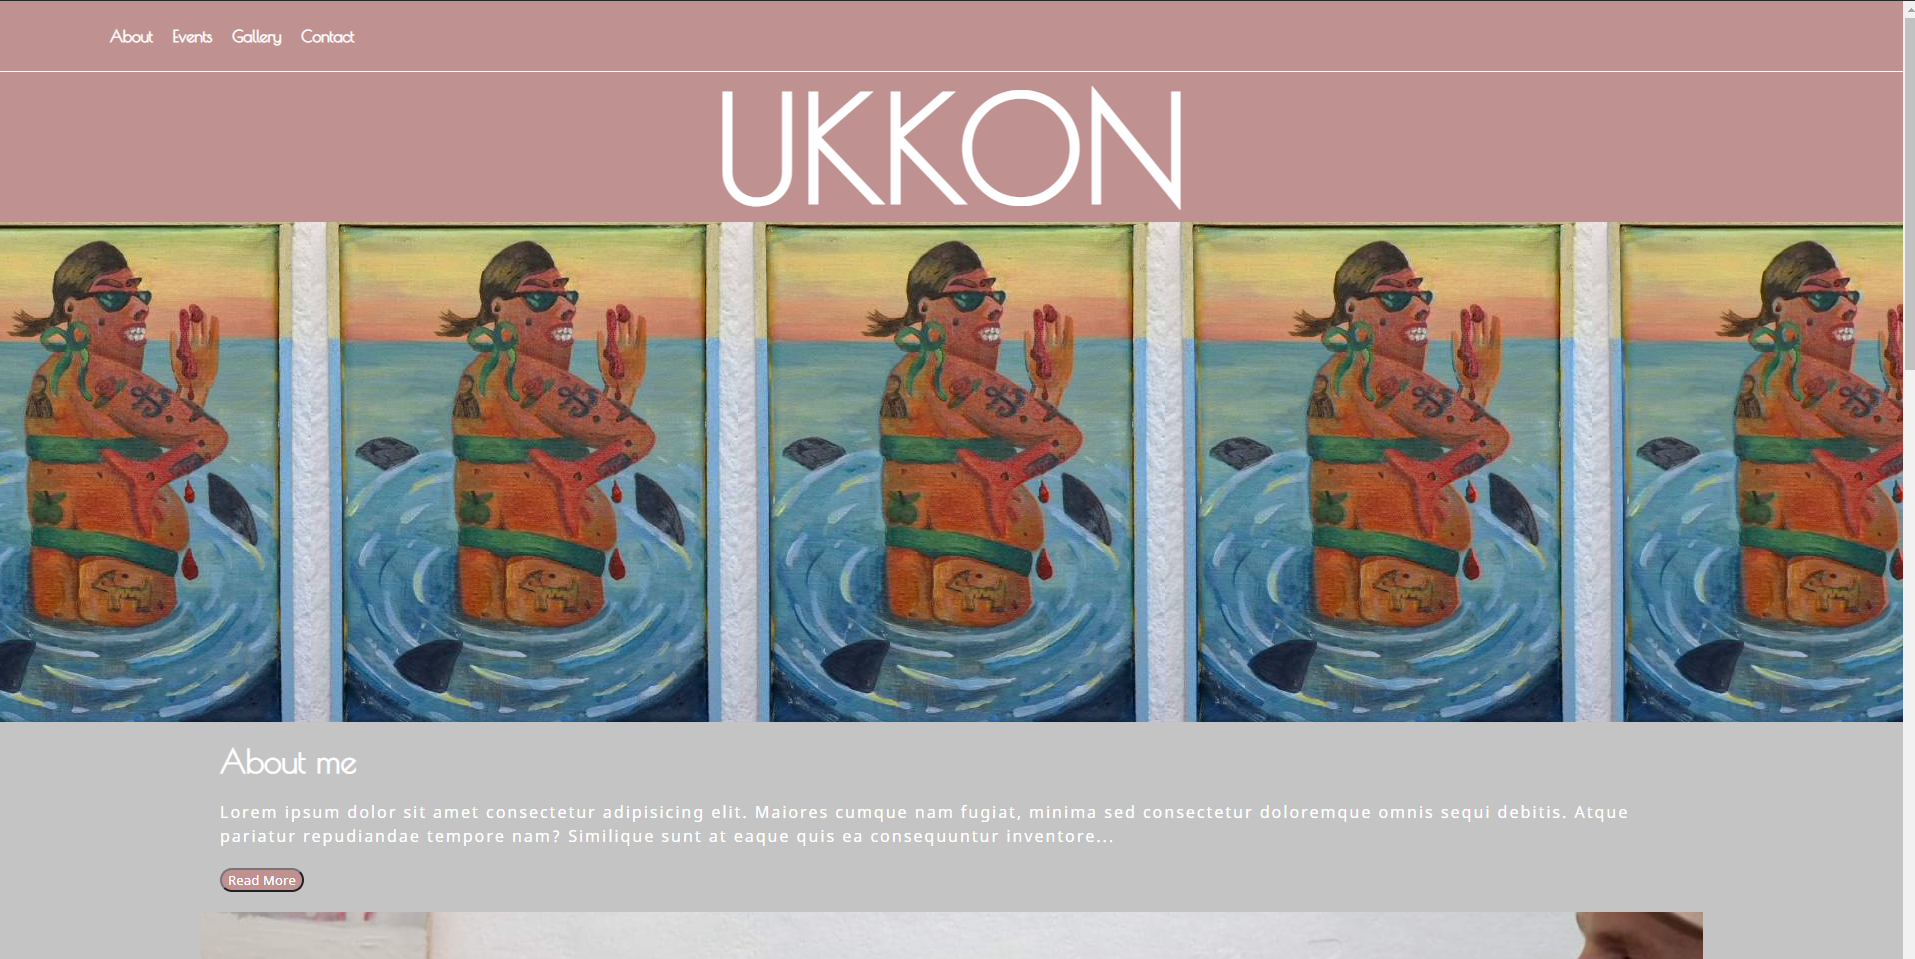 About Events Gallery Contact
UKKON
About me
Lorem ipsum dolor sit amet consectetur adipisicing elit. Maiores cumque nam fugiat, minima sed consectetur doloremque omnis sequi debitis. Atque
pariatur repudiandae tempore nam? Similique sunt at eaque quis ea consequuntur inventore...
Read More